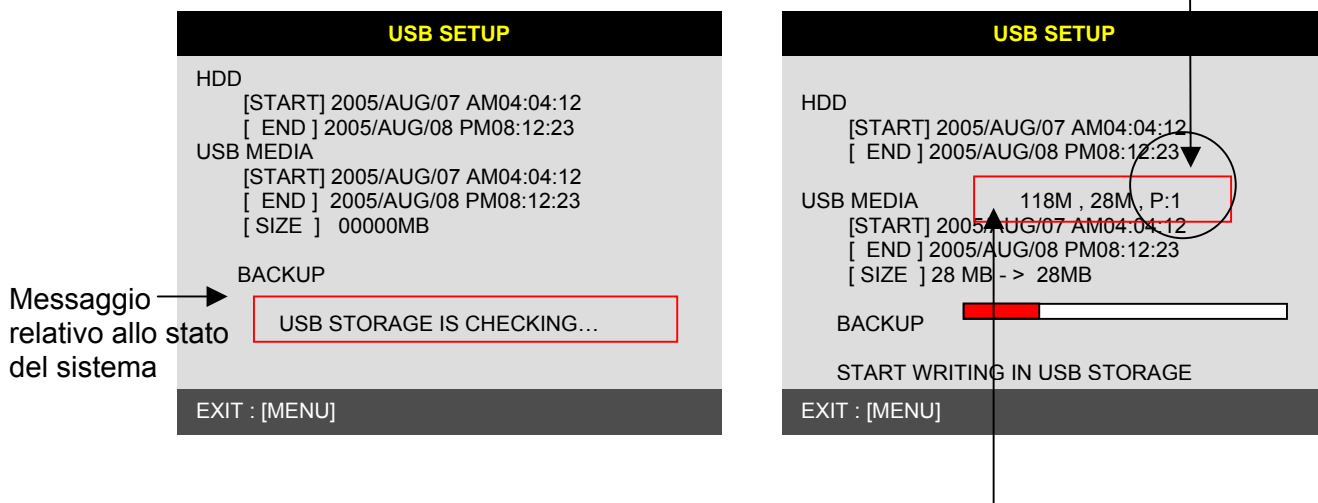 USB SETUP
HDD
[START] 2005/AUG/07 AM04:04:12
[ END ] 2005/AUG/08 PM08:12:23
USB MEDIA
[START] 2005/AUG/07 AM04:04:12
[ END ] 2005/AUG/08 PM08:12:23
[ SIZE ] 00000MB
BACKUP
USB STORAGE IS CHECKING…
EXIT : [MENU]
Messaggio
relativo allo stato
del sistema
USB SETUP
HDD
[START] 2005/AUG/07 AM04:04:12
[ END ] 2005/AUG/08 PM08:12:23
USB MEDIA 118M , 28M , P:1
[START] 2005/AUG/07 AM04:04:12
[ END ] 2005/AUG/08 PM08:12:23
[ SIZE ] 28 MB - > 28MB
BACKUP
START WRITING IN USB STORAGE
EXIT : [MENU]